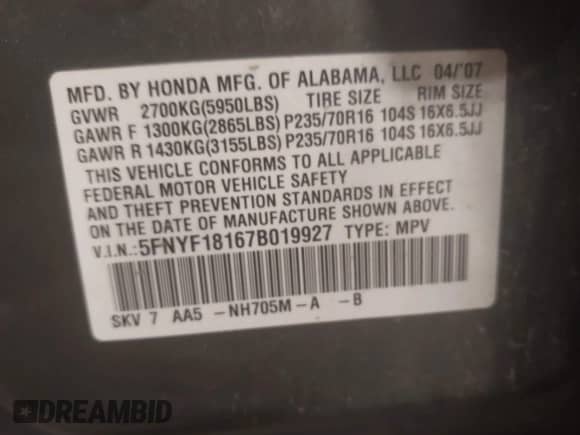 MFD. BY HONDA MFG. OF ALABAMA, LLC 04/'07
GVWR 2700KG(5950LBS) TIRE SIZE RIM SIZE
GAWR F 1300KG(2865LBS) P235/70R16 104S 16X6.5JJ
GAWR R 1430KG(3155LBS) P235/70R16 104S 16X6.5JJ
THIS VEHICLE CONFORMS TO ALL APPLICABLE
FEDERAL MOTOR VEHICLE SAFETY
AND THEFT PREVENTION STANDARDS IN EFFECT
ON THE DATE OF MANUFACTURE SHOWN ABOVE.
V.I.N.: 5FNYF18167B019927 TYPE: MPV
SKV 7 AA5 -NH705M-A -B
DREAMBID